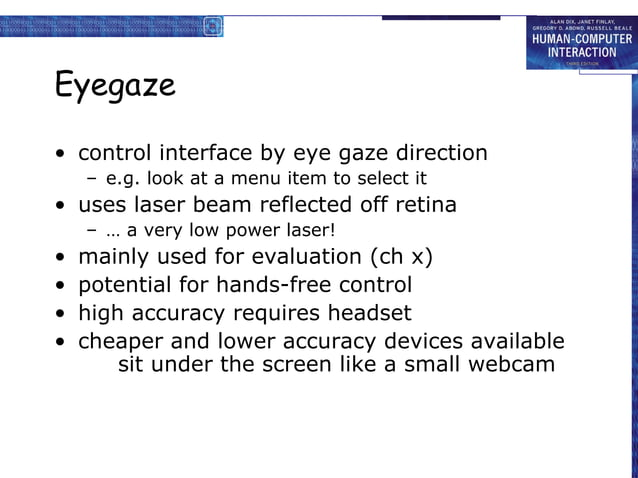 ALAN DIX, JANET FINLAY,
GREGORY D. ABOWD, RUSSELL BEALE
HUMAN-COMPUTER
INTERACTION
THIRD EDITION
Eyegaze
• control interface by eye gaze direction
– e.g. look at a menu item to select it
• uses laser beam reflected off retina
– … a very low power laser!
• mainly used for evaluation (ch x)
• potential for hands-free control
• high accuracy requires headset
• cheaper and lower accuracy devices available
sit under the screen like a small webcam